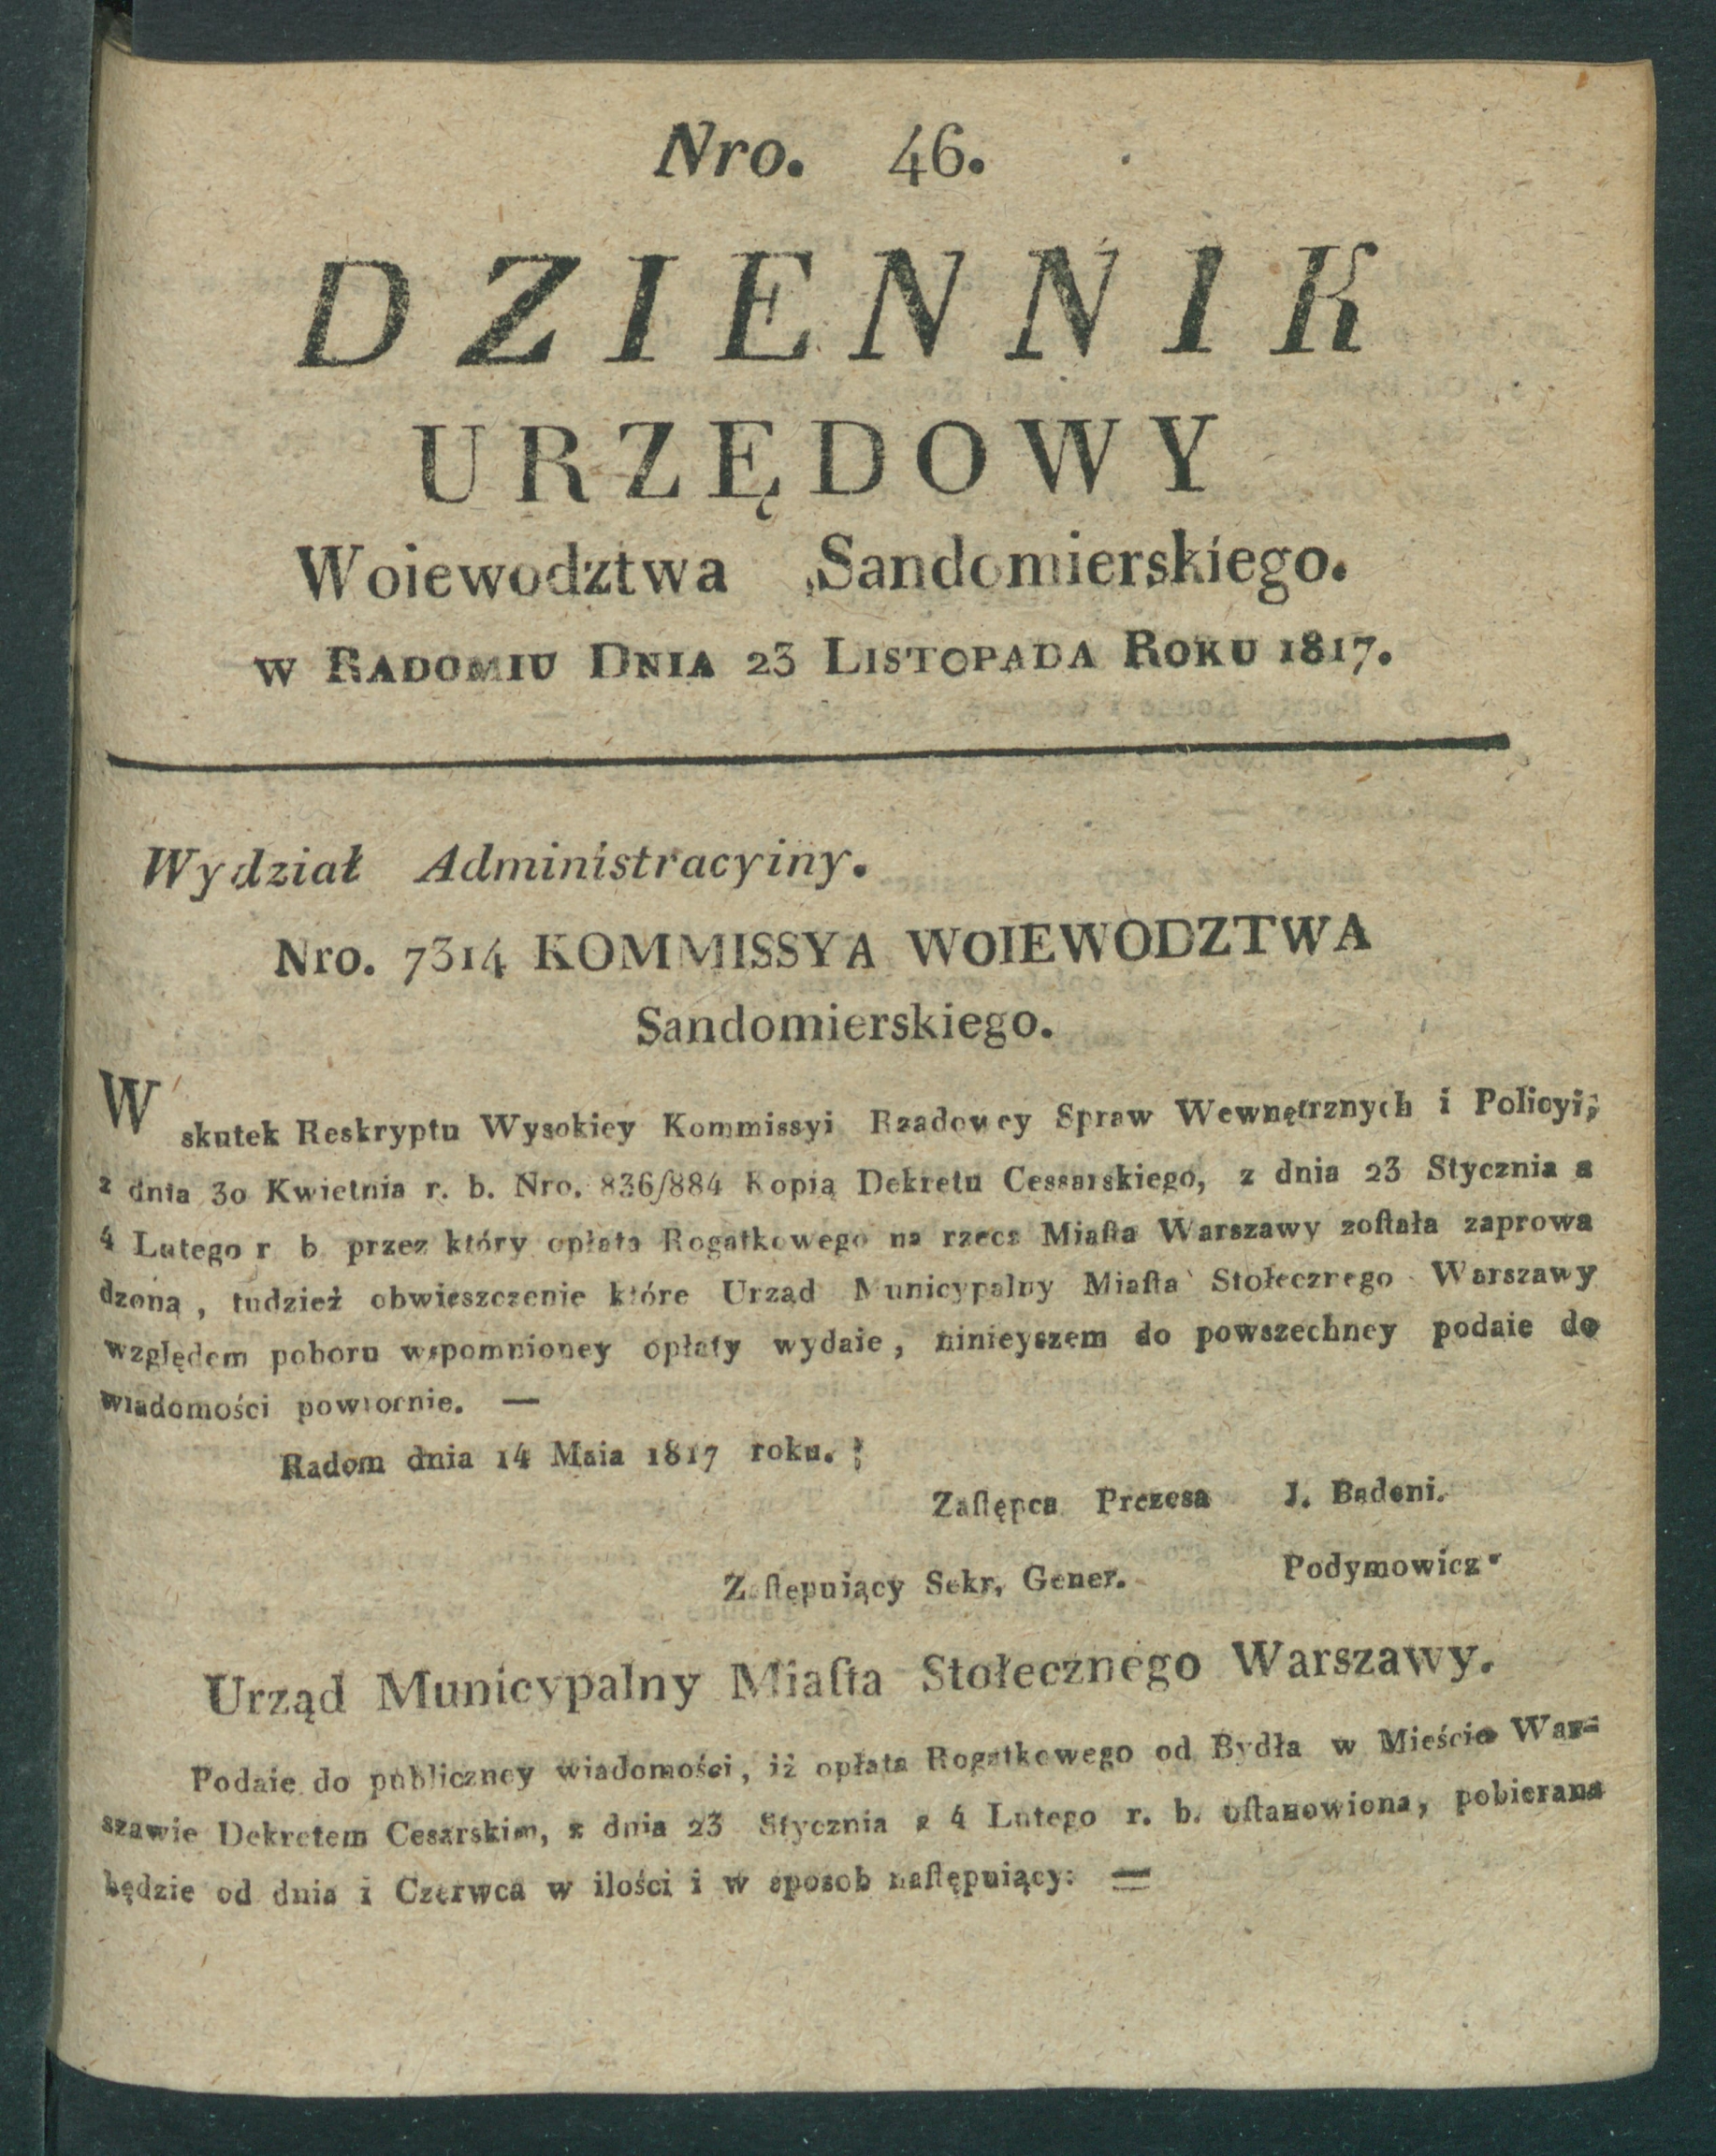 Nro. 46.
DZIENNIK
URZĘDOWY
Woiewodztwa Sandomierskiego.
w Radomiu Dnia 23 Listopada Roku 1817.
Wydział Administracyiny.
Nro. 7314 KOMMISSYA WOIEWODZTWA
Sandomierskiego.
W skutek Reskryptu Wysokiey Kommissyi Rzadowey Spraw Wewnętrznych i Policyi,
z dnia 30 Kwietnia r. b. Nro. 836/884 Kopią Dekretu Cessarskiego, z dnia 23 Stycznia a
4 Lutego r b przez który opłata Rogatkowego na rzecz Miaſta Warszawy zoſtała zaprowa
dzoną, tudzież obwieszczenie które Urząd Municypalny Miaſta Stołecznego Warszawy
względem poboru wspomnioney opłaty wydaie, ninieyszem do powszechney podaie do
wiadomości powtornie. —
Radom dnia 14 Maia 1817 roku.
Zaſtępca Prezesa J. Badeni.
Zaſtępuiący Sekr, Gener. Podymowicz
Urząd Municypalny Miaſta Stołecznego Warszawy.
Podaie do publiczney wiadomości, iż opłata Rogatkowego od Bydła w Mieście War=
szawie Dekretem Cesarskim, z dnia 23 Stycznia a 4 Lutego r. b. uſtanowiona, pobierana
będzie od dnia 1 Czerwca w ilości i w sposob naſtępuiący: =